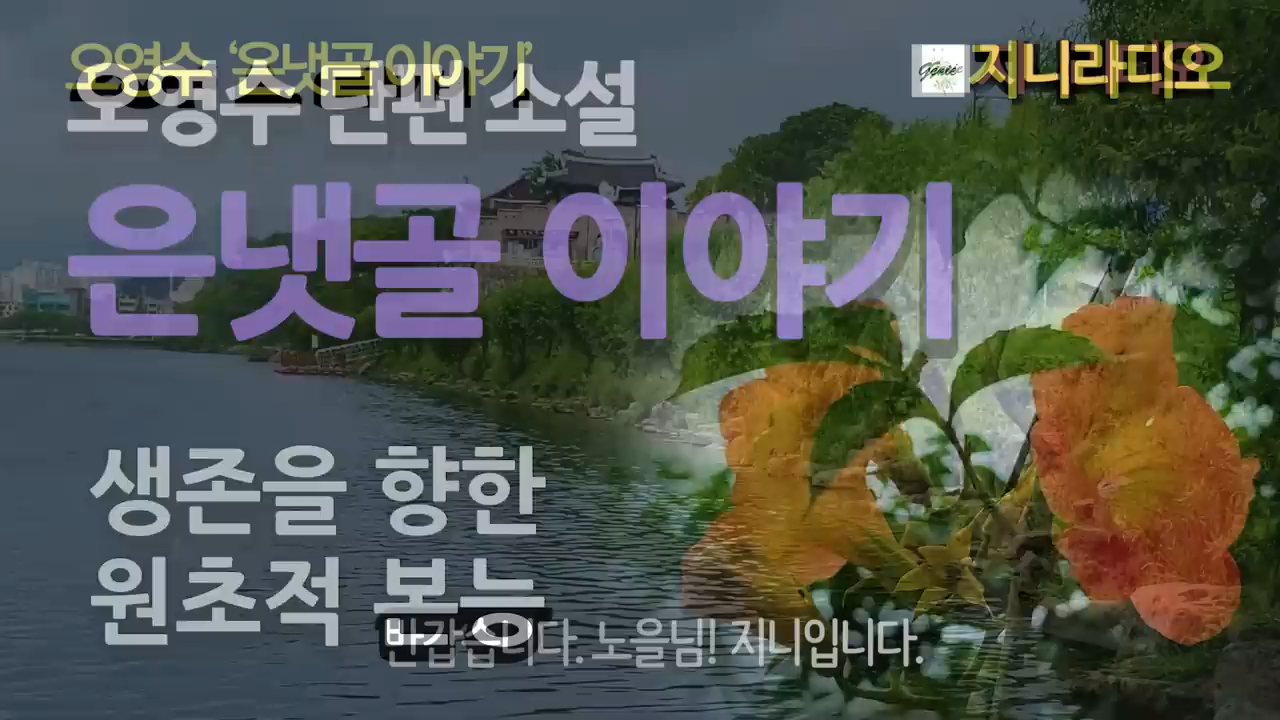 오영수 '은냇골 이야기'
Génie
지니라디오
오영수 단편 소설
은냇골 이야기
생존을 향한
원초적 본능
반갑습니다. 노을님! 지니입니다.